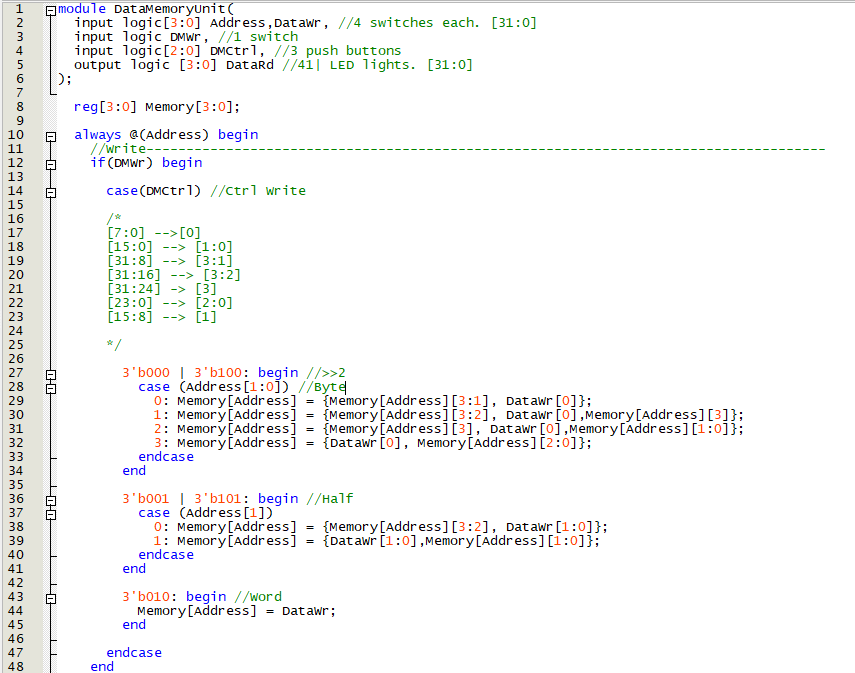 1 module DataMemoryUnit(
2 input logic[3:0] Address,DataWr, //4 switches each. [31:0]
3 input logic DMWr, //1 switch
4 input logic[2:0] DMCtrl, //3 push buttons
5 output logic [3:0] DataRd //41| LED lights. [31:0]
6 );
7
8 reg[3:0] Memory[3:0];
9
10 always @(Address) begin
11 //Write-------------------------------------------------------------------------------------
12 if(DMWr) begin
13
14 case(DMCtrl) //Ctrl Write
15
16 /*
17 [7:0] -->[0]
18 [15:0] --> [1:0]
19 [31:8] --> [3:1]
20 [31:16] --> [3:2]
21 [31:24] -> [3]
22 [23:0] --> [2:0]
23 [15:8] --> [1]
24
25 */
26
27 3'b000 | 3'b100: begin //>>2
28 case (Address[1:0]) //Byte
29 0: Memory[Address] = {Memory[Address][3:1], DataWr[0]};
30 1: Memory[Address] = {Memory[Address][3:2], DataWr[0],Memory[Address][3]};
31 2: Memory[Address] = {Memory[Address][3], DataWr[0],Memory[Address][1:0]};
32 3: Memory[Address] = {DataWr[0], Memory[Address][2:0]};
33 endcase
34 end
35
36 3'b001 | 3'b101: begin //Half
37 case (Address[1])
38 0: Memory[Address] = {Memory[Address][3:2], DataWr[1:0]};
39 1: Memory[Address] = {DataWr[1:0],Memory[Address][1:0]};
40 endcase
41 end
42
43 3'b010: begin //Word
44 Memory[Address] = DataWr;
45 end
46
47 endcase
48 end